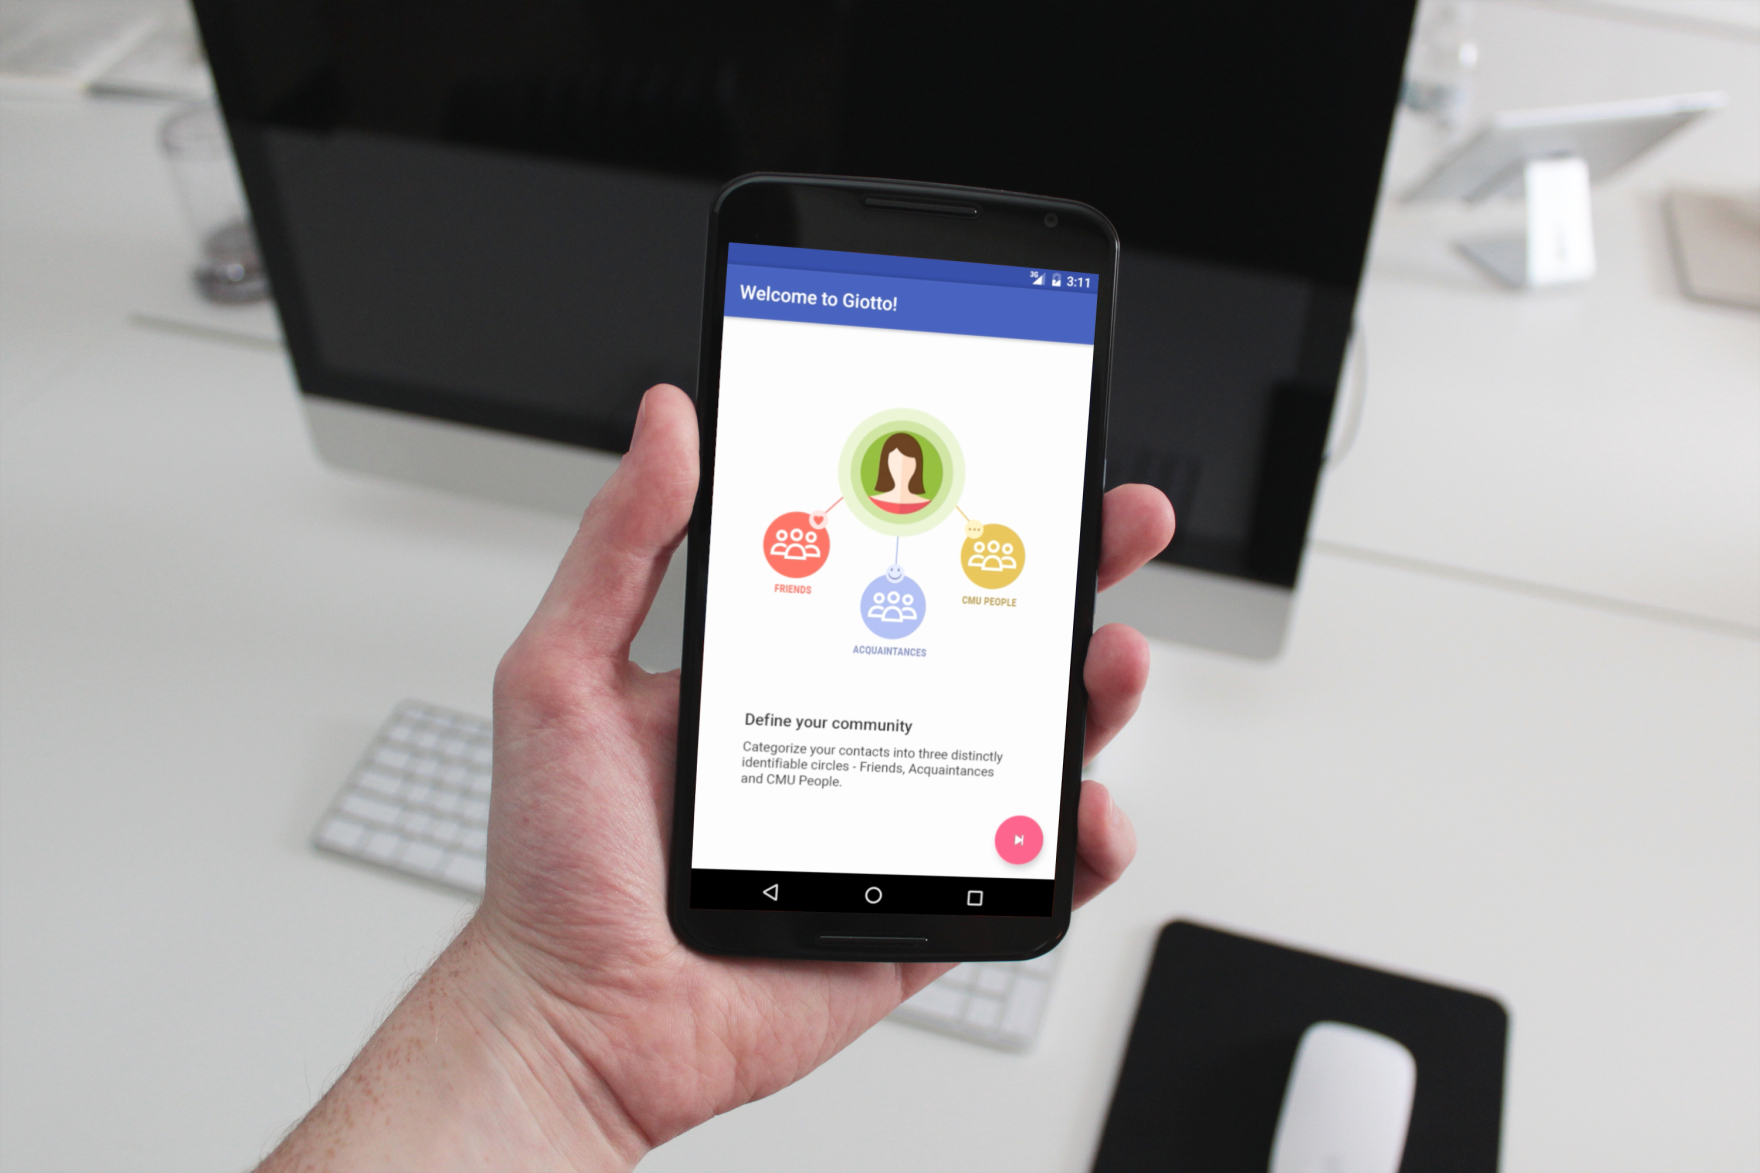 3G 3:11
Welcome to Giotto!
FRIENDS
CMU PEOPLE
ACQUAINTANCES
Define your community
Categorize your contacts into three distinctly
identifiable circles - Friends, Acquaintances
and CMU People.